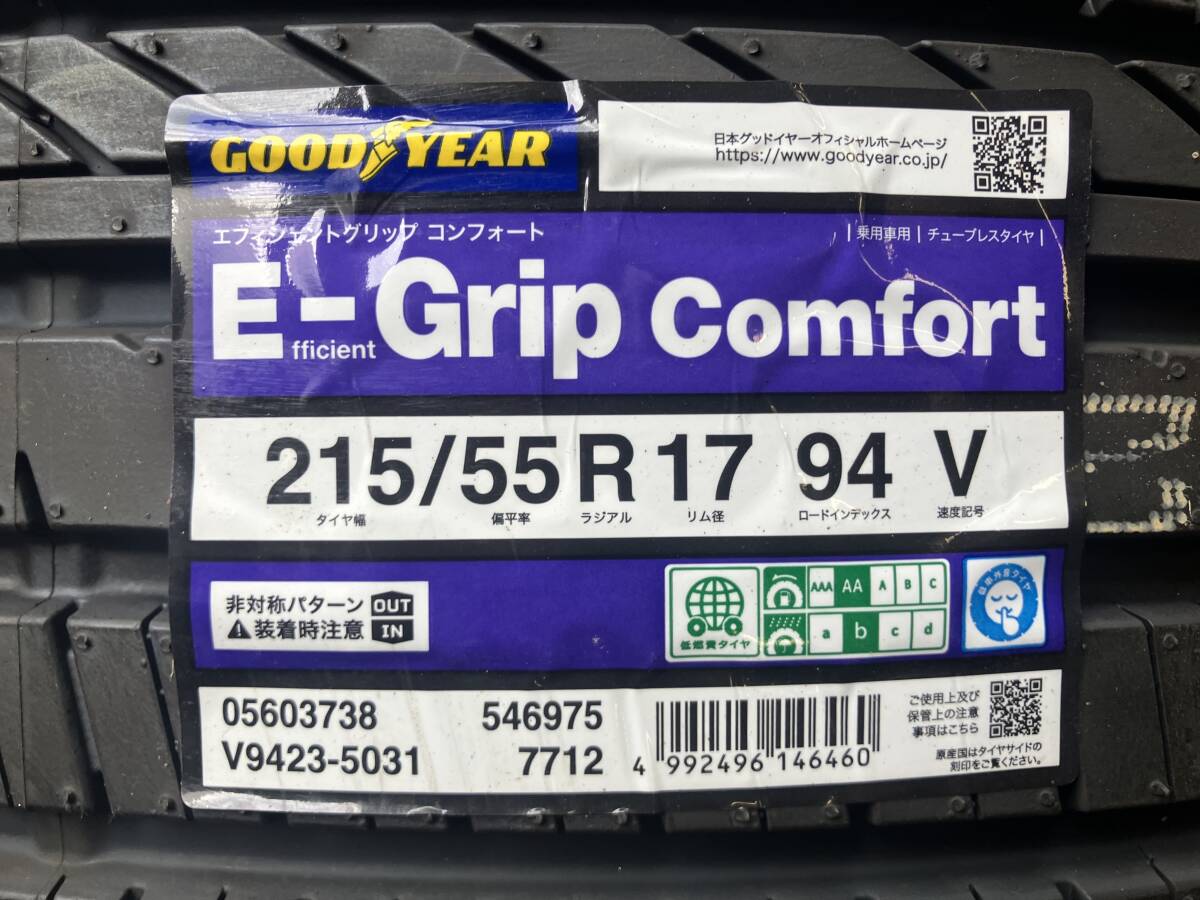 GOODYEAR
日本グッドイヤーオフィシャルホームページ
https://www.goodyear.co.jp/
エフィシェントグリップ コンフォート
|乗用車用|チューブレスタイヤ|
E-Grip Comfort
fficient
215/55 R 17 94 V
タイヤ幅 偏平率 ラジアル リム径 ロードインデックス 速度記号
非対称パターン OUT
装着時注意 IN
低燃費タイヤ
AAA AA A B C
a b c d
低車外音タイヤ
05603738 546975
V9423-5031 7712
4 992496 146460
ご使用上及び
保管上の注意
事項はこちら
原産国はタイヤサイドの
刻印をご覧ください。